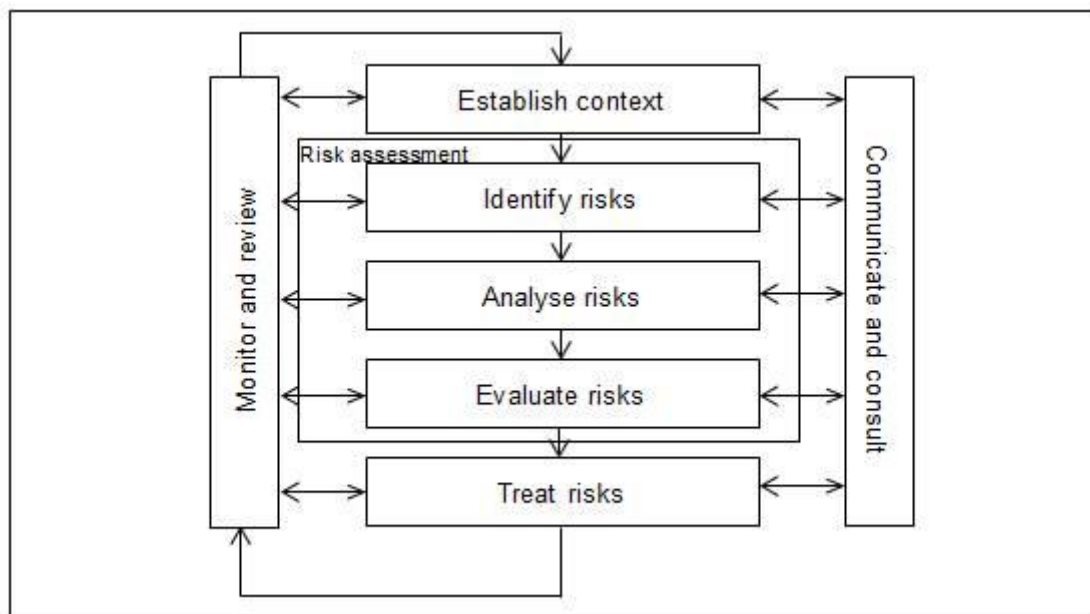 Establish context
Risk assessment
Identify risks
Analyse risks
Evaluate risks
Treat risks
Monitor and review
Communicate and consult